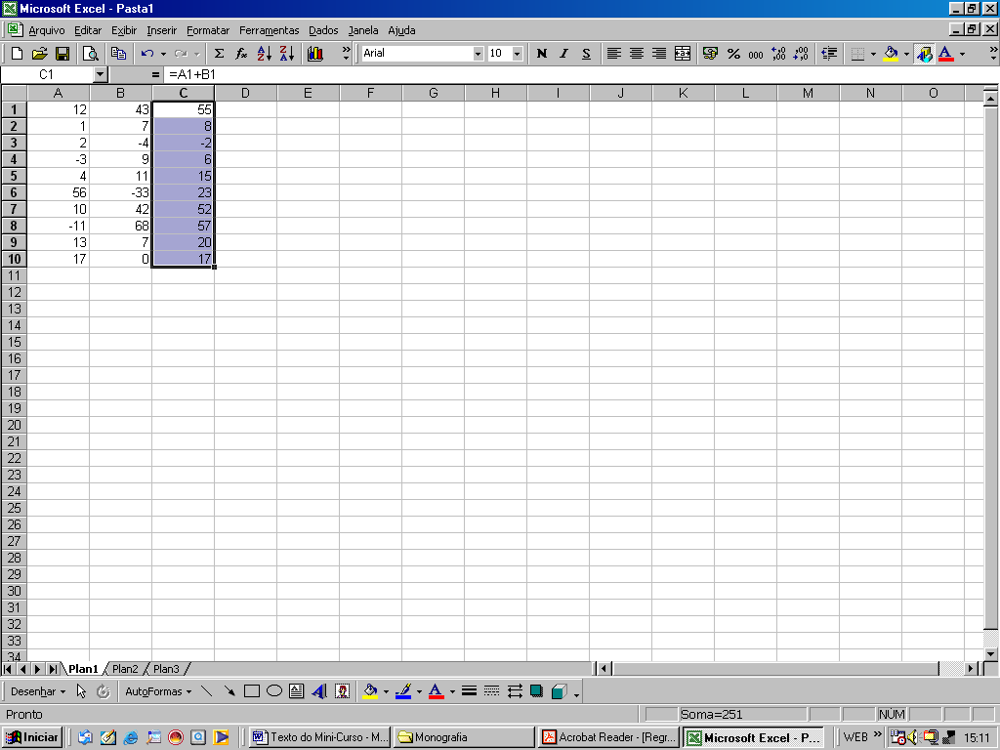 Microsoft Excel - Pasta1
Arquivo Editar Exibir Inserir Formatar Ferramentas Dados Janela Ajuda
Arial 10 N I S % 000
C1 = =A1+B1
A B C D E F G H I J K L M N O
1 12 43 55
2 1 7 8
3 2 -4 -2
4 -3 9 6
5 4 11 15
6 56 -33 23
7 10 42 52
8 -11 68 57
9 13 7 20
10 17 0 17
11
12
13
14
15
16
17
18
19
20
21
22
23
24
25
26
27
28
29
30
31
32
33
34
Plan1 Plan2 Plan3
Desenhar AutoFormas
Pronto Soma=251 NÚM
Iniciar Texto do Mini-Curso - M... Monografia Acrobat Reader - [Regr... Microsoft Excel - P... WEB » 15:11